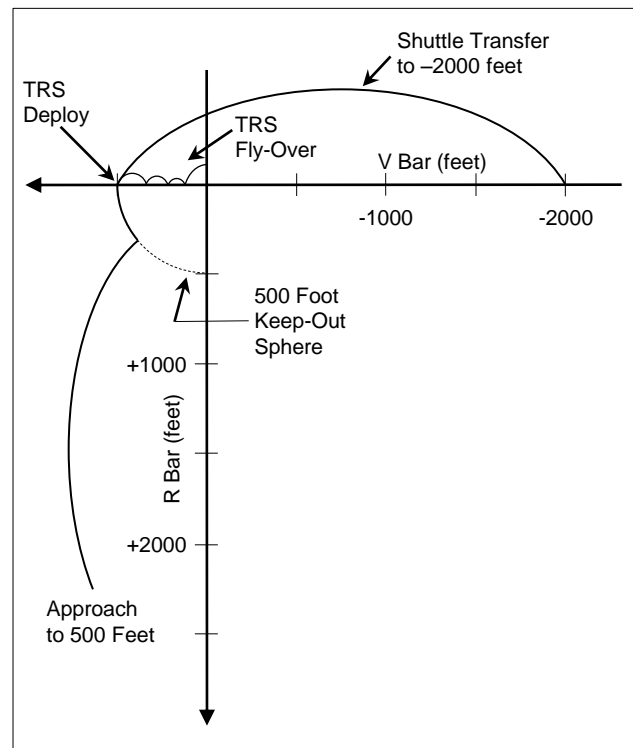 Shuttle Transfer
to –2000 feet
TRS
Deploy
TRS
Fly-Over
V Bar (feet)
-1000
-2000
500 Foot
Keep-Out
Sphere
+1000
R Bar (feet)
+2000
Approach
to 500 Feet